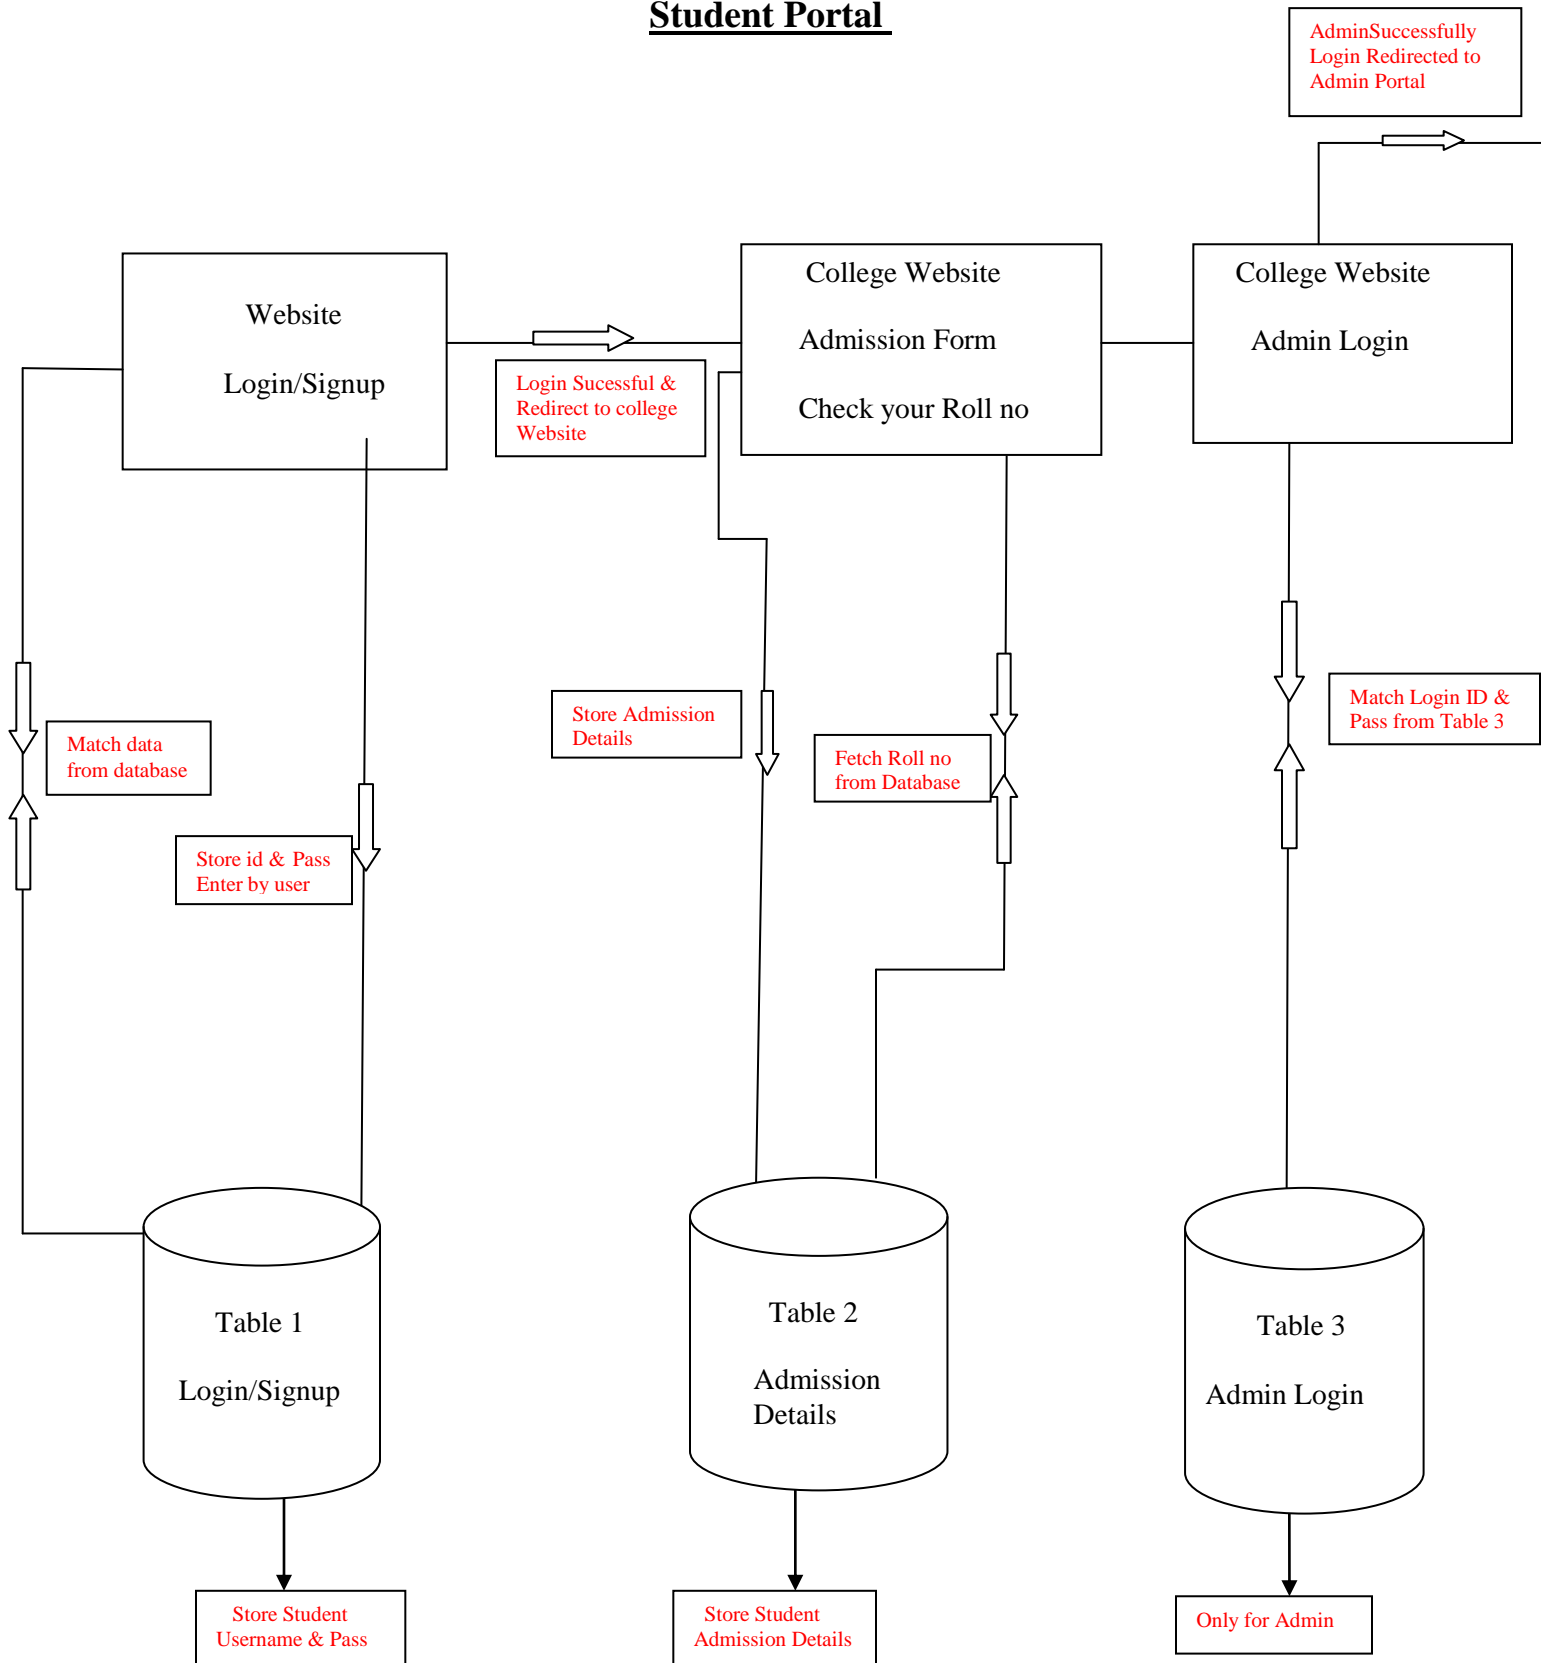 Student Portal
AdminSuccessfully
Login Redirected to
Admin Portal
Website
Login/Signup
Login Sucessful &
Redirect to college
Website
College Website
Admission Form
Check your Roll no
College Website
Admin Login
Match data
from database
Store id & Pass
Enter by user
Store Admission
Details
Fetch Roll no
from Database
Match Login ID &
Pass from Table 3
Table 1
Login/Signup
Table 2
Admission
Details
Table 3
Admin Login
Store Student
Username & Pass
Store Student
Admission Details
Only for Admin